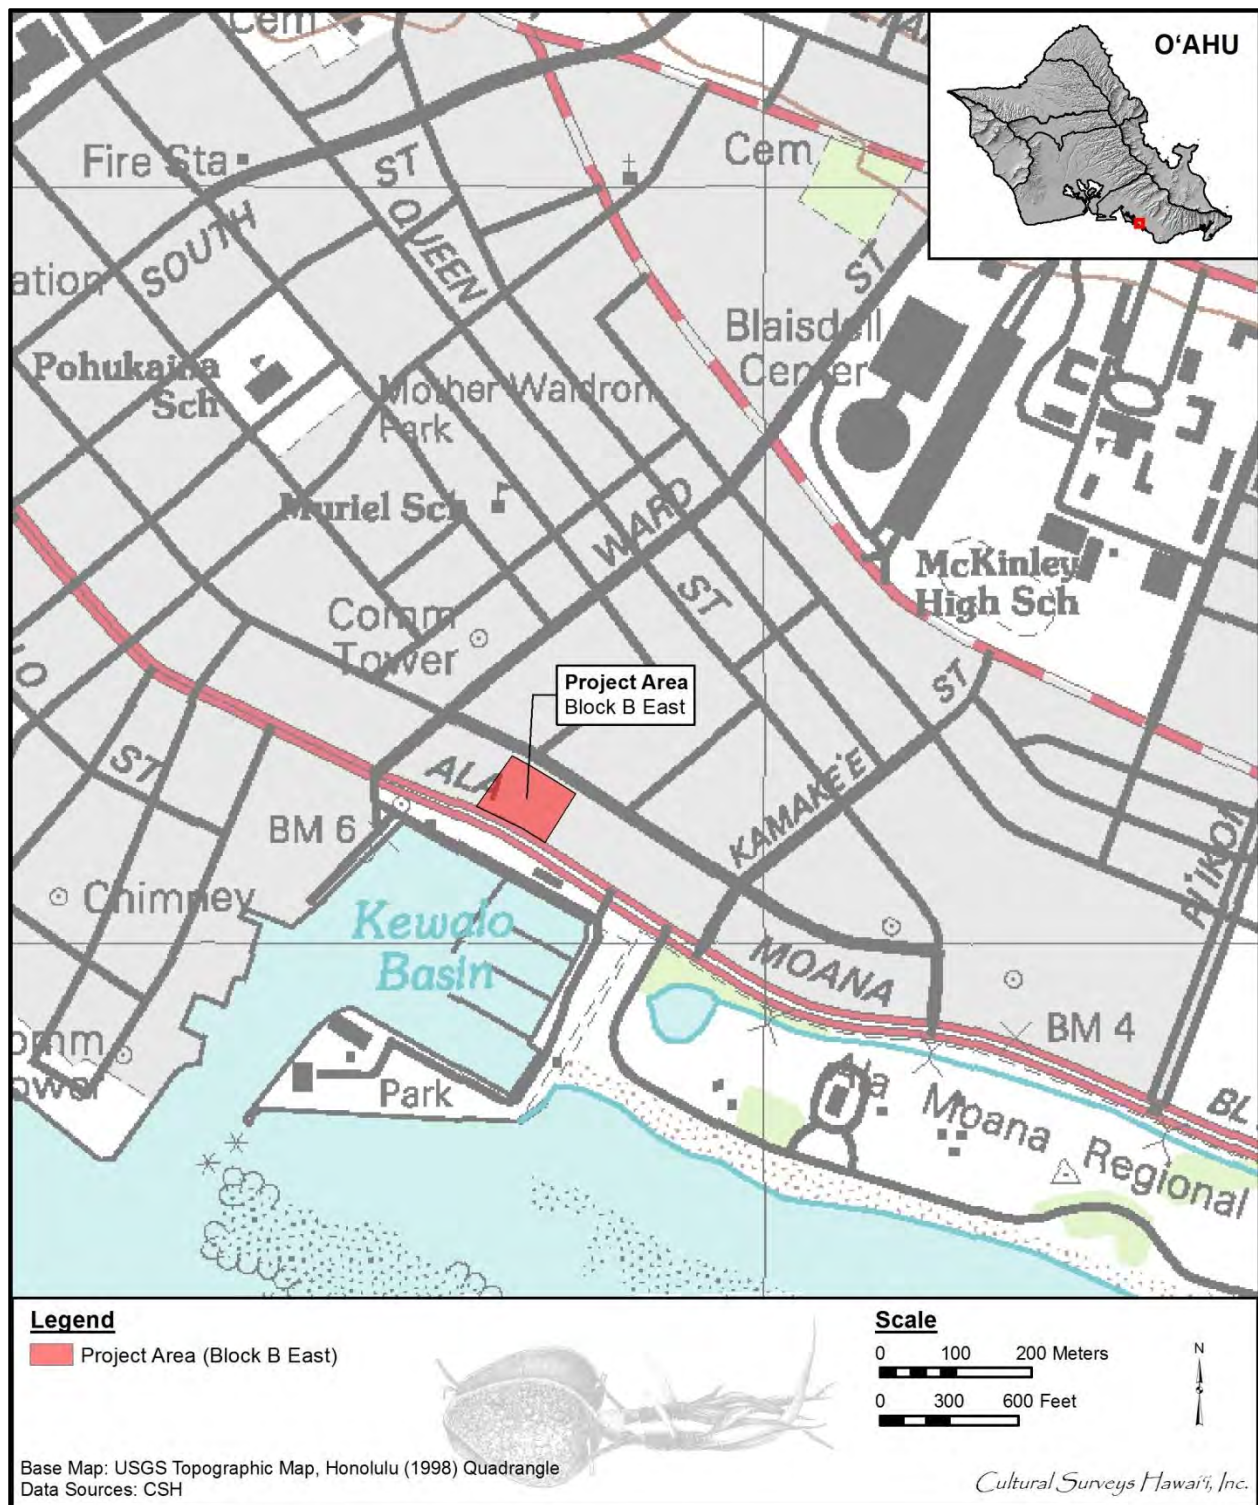 Cem
O‘AHU
Fire Sta
ST
Cem
QUEEN
SOUTH
ST
ation
Blaisdell
Center
Pohukaina
Sch
Mother Waldron
Park
Muriel Sch
WARD
ST
McKinley
High Sch
Comm
Tower
LO
ST
ST
Project Area
Block B East
ALA
KAMAKE‘E
BM 6
Chimney
Kewalo
Basin
MOANA
BM 4
omm
ower
Park
Ala Moana Regional
BL
Legend
Project Area (Block B East)
Scale
0 100 200 Meters
0 300 600 Feet
N
Base Map: USGS Topographic Map, Honolulu (1998) Quadrangle
Data Sources: CSH
Cultural Surveys Hawai‘i, Inc.